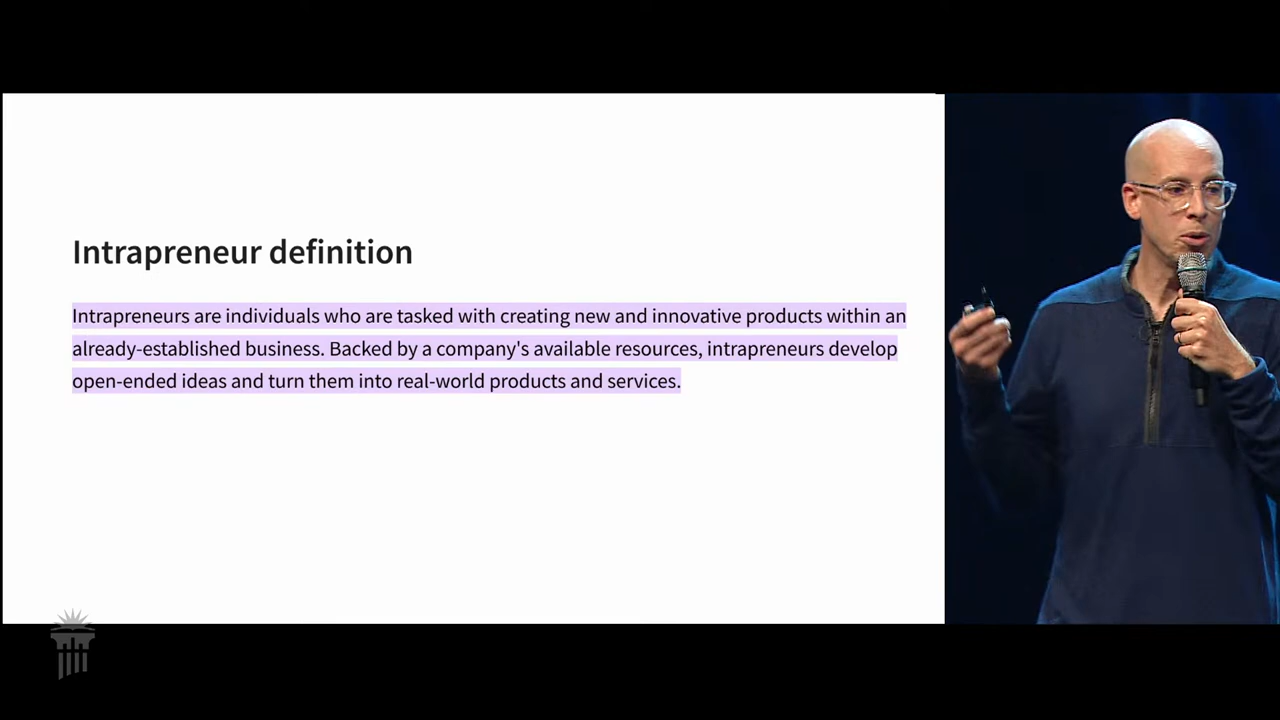 Intrapreneur definition
Intrapreneurs are individuals who are tasked with creating new and innovative products within an
already-established business. Backed by a company's available resources, intrapreneurs develop
open-ended ideas and turn them into real-world products and services.